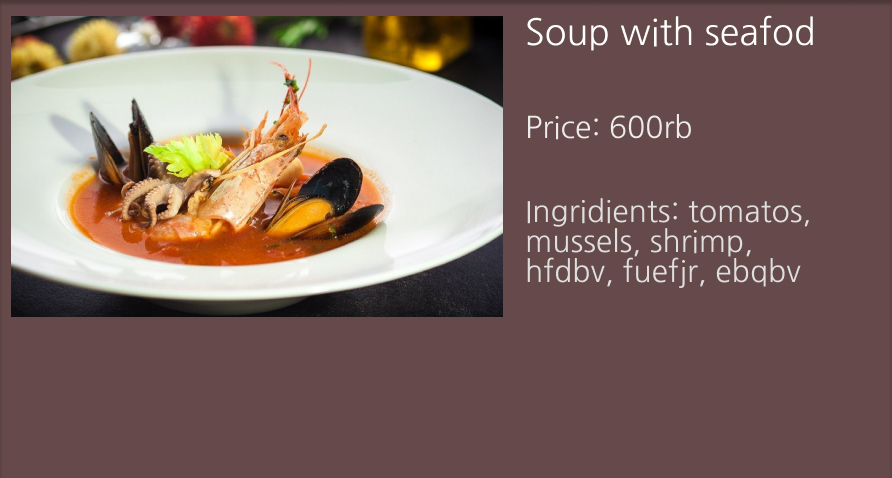 Soup with seafod
Price: 600rb
Ingridients: tomatos,
mussels, shrimp,
hfdbv, fuefjr, ebqbv